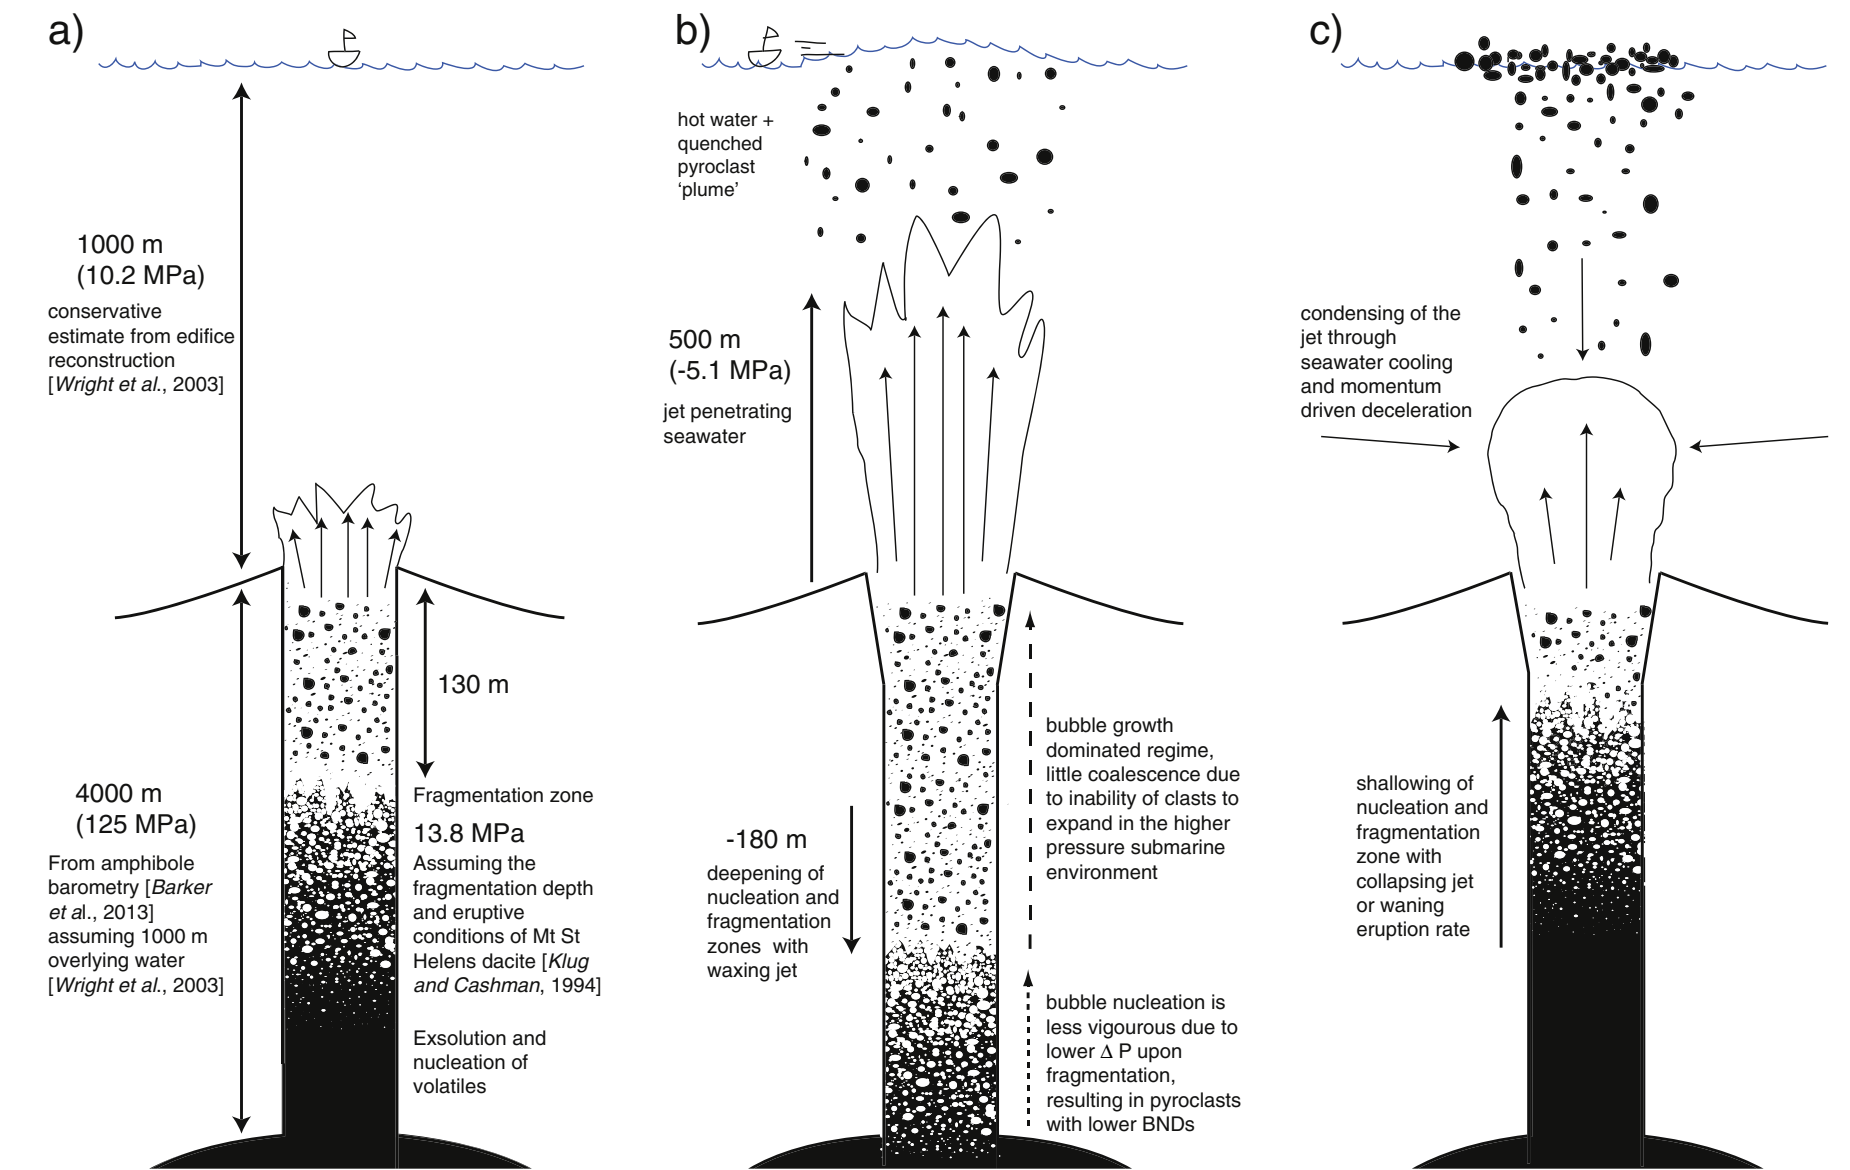 a)
1000 m
(10.2 MPa)
conservative
estimate from edifice
reconstruction
[Wright et al., 2003]
4000 m
(125 MPa)
From amphibole
barometry [Barker
et al., 2013]
assuming 1000 m
overlying water
[Wright et al., 2003]
130 m
Fragmentation zone
13.8 MPa
Assuming the
fragmentation depth
and eruptive
conditions of Mt St
Helens dacite [Klug
and Cashman, 1994]
Exsolution and
nucleation of
volatiles
b)
hot water +
quenched
pyroclast
‘plume’
500 m
(-5.1 MPa)
jet penetrating
seawater
-180 m
deepening of
nucleation and
fragmentation
zones with
waxing jet
bubble growth
dominated regime,
little coalescence due
to inability of clasts to
expand in the higher
pressure submarine
environment
bubble nucleation is
less vigourous due to
lower Δ P upon
fragmentation,
resulting in pyroclasts
with lower BNDs
c)
condensing of the
jet through
seawater cooling
and momentum
driven deceleration
shallowing of
nucleation and
fragmentation
zone with
collapsing jet
or waning
eruption rate